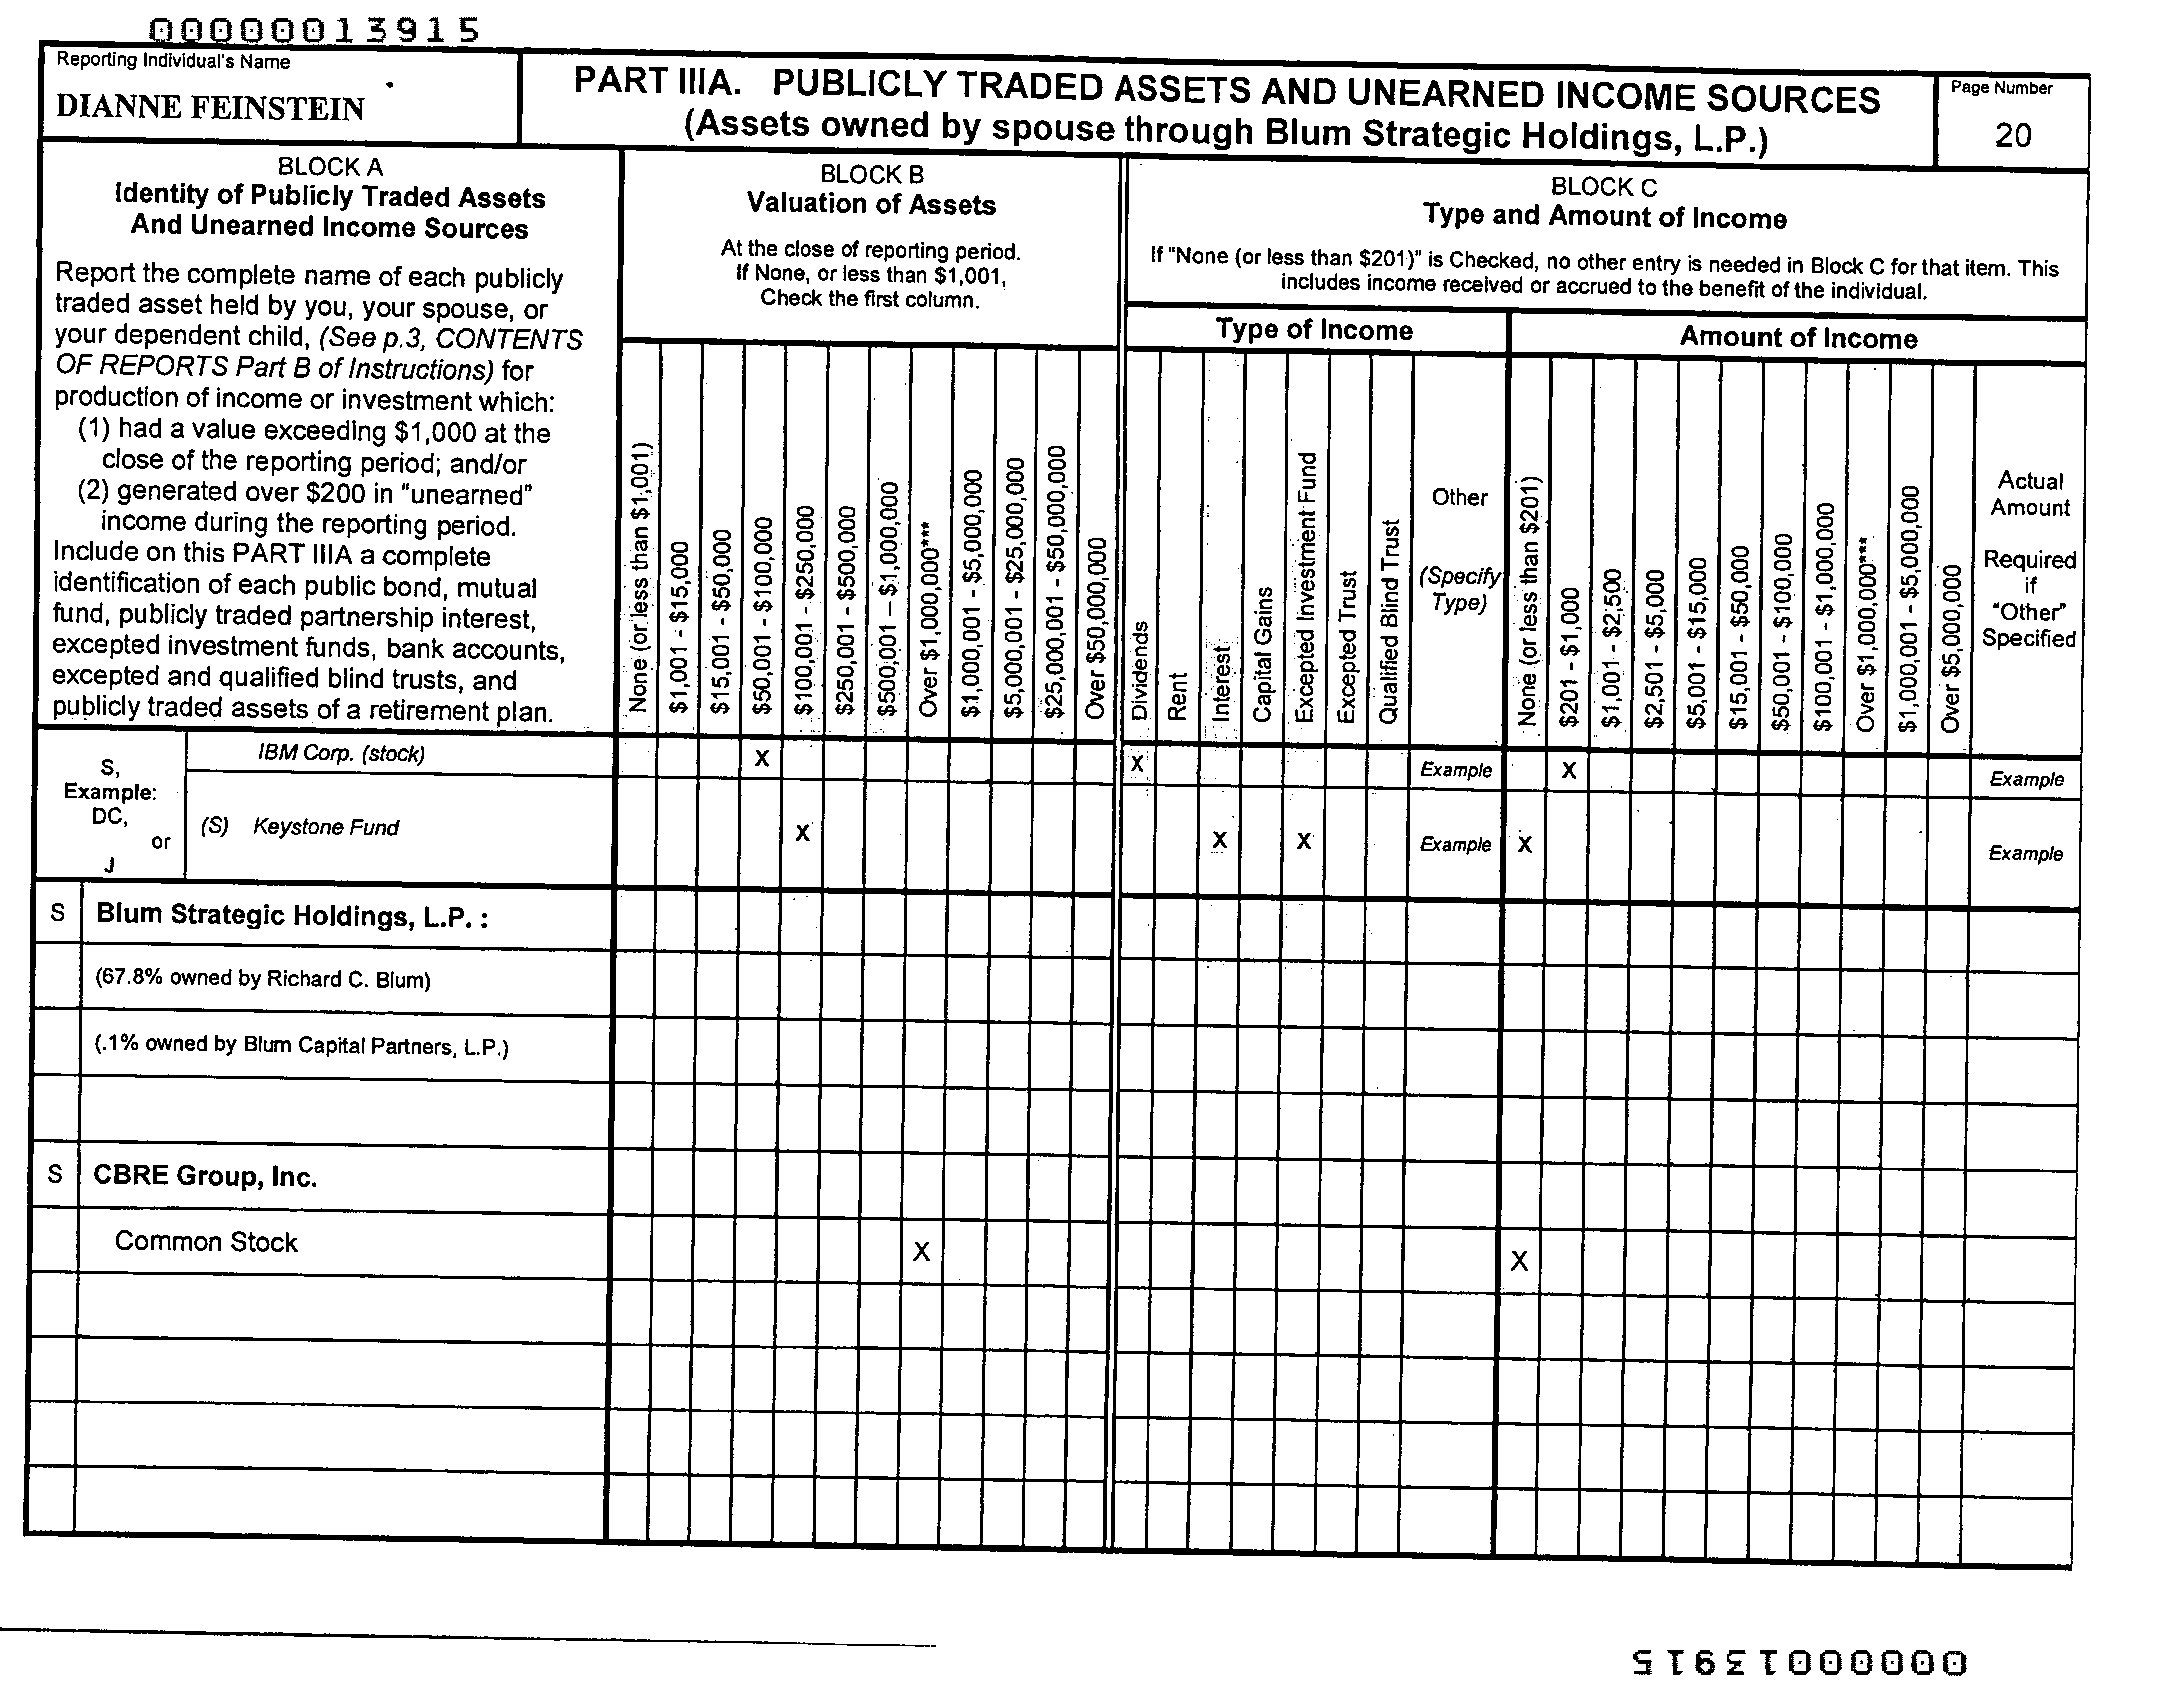 00000013915
Reporting Individual's Name
DIANNE FEINSTEIN
PART IIIA. PUBLICLY TRADED ASSETS AND UNEARNED INCOME SOURCES
(Assets owned by spouse through Blum Strategic Holdings, L.P.)
Page Number
20
BLOCK A
Identity of Publicly Traded Assets
And Unearned Income Sources
Report the complete name of each publicly
traded asset held by you, your spouse, or
your dependent child, (See p.3, CONTENTS
OF REPORTS Part B of Instructions) for
production of income or investment which:
(1) had a value exceeding $1,000 at the
close of the reporting period; and/or
(2) generated over $200 in "unearned"
income during the reporting period.
Include on this PART IIIA a complete
identification of each public bond, mutual
fund, publicly traded partnership interest,
excepted investment funds, bank accounts,
excepted and qualified blind trusts, and
publicly traded assets of a retirement plan.
BLOCK B
Valuation of Assets
At the close of reporting period.
If None, or less than $1,001,
Check the first column.
None (or less than $1,001)
$1,001 - $15,000
$15,001 - $50,000
$50,001 - $100,000
$100,001 - $250,000
$250,001 - $500,000
$500,001 – $1,000,000
Over $1,000,000***
$1,000,001 - $5,000,000
$5,000,001 - $25,000,000
$25,000,001 - $50,000,000
Over $50,000,000
BLOCK C
Type and Amount of Income
If "None (or less than $201)" is Checked, no other entry is needed in Block C for that item. This
includes income received or accrued to the benefit of the individual.
Type of Income
Dividends
Rent
Interest
Capital Gains
Excepted Investment Fund
Excepted Trust
Qualified Blind Trust
Other
(Specify
Type)
Amount of Income
None (or less than $201)
$201 - $1,000
$1,001 - $2,500
$2,501 - $5,000
$5,001 - $15,000
$15,001 - $50,000
$50,001 - $100,000
$100,001 - $1,000,000
Over $1,000,000***
$1,000,001 - $5,000,000
Over $5,000,000
Actual
Amount
Required
if
"Other"
Specified
S,
Example:
DC,
or
J
IBM Corp. (stock) X X Example X Example
(S) Keystone Fund X X X Example X Example
S Blum Strategic Holdings, L.P. :
(67.8% owned by Richard C. Blum)
(.1% owned by Blum Capital Partners, L.P.)
S CBRE Group, Inc.
Common Stock X X
00000013915